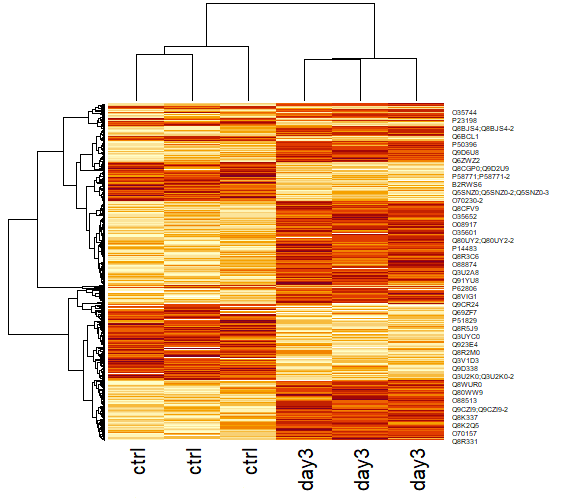 O35744
P23198
Q8BJS4;Q8BJS4-2
Q6BCL1
P50396
Q9D6U8
Q6ZWZ2
Q8CGP0;Q9D2U9
P58771;P58771-2
B2RWS6
Q5SNZ0;Q5SNZ0-2;Q5SNZ0-3
O70230-2
Q8CFV9
O35652
O08917
O35601
Q80UY2;Q80UY2-2
P14483
Q8R3C6
O88874
Q3U2A8
Q91YU8
P62806
Q8VIG1
Q9CR24
Q69ZF7
P51829
Q8R5J9
Q3UYC0
Q923E4
Q8R2M0
Q3V1D3
Q9D338
Q3U2K0;Q3U2K0-2
Q8WUR0
Q80WW9
O88513
Q9CZI9;Q9CZI9-2
Q8K337
Q8K2Q5
O70157
Q8R331
ctrl
ctrl
ctrl
day3
day3
day3